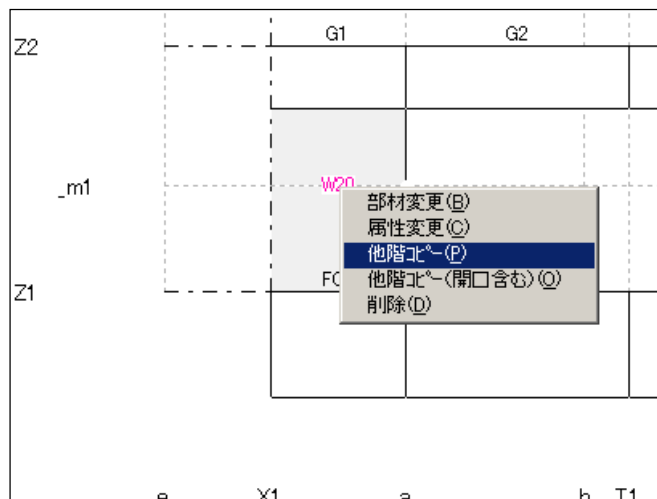 G1 G2
Z2
_m1
W20
部材変更(B)
属性変更(C)
他階ｺﾋﾟｰ(P)
他階ｺﾋﾟｰ(開口含む)(O)
削除(D)
Z1
e X1 a b T1